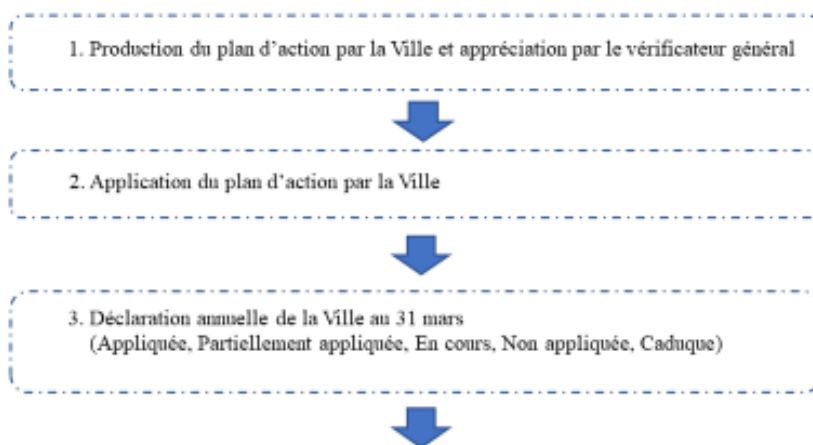 1. Production du plan d’action par la Ville et appréciation par le vérificateur général
2. Application du plan d’action par la Ville
3. Déclaration annuelle de la Ville au 31 mars
(Appliquée, Partiellement appliquée, En cours, Non appliquée, Caduque)